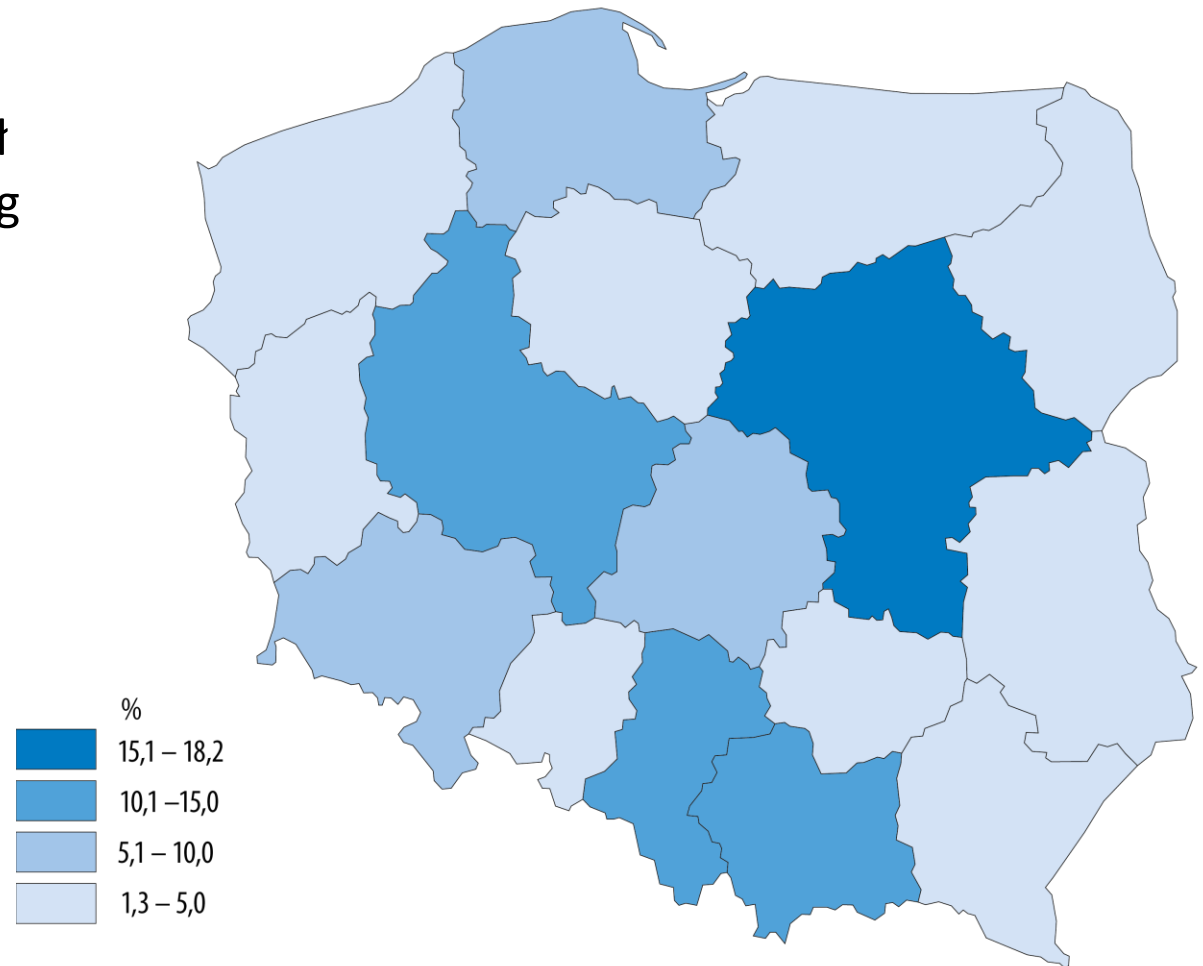 ł
g
%
15,1 – 18,2
10,1 –15,0
5,1 – 10,0
1,3 – 5,0